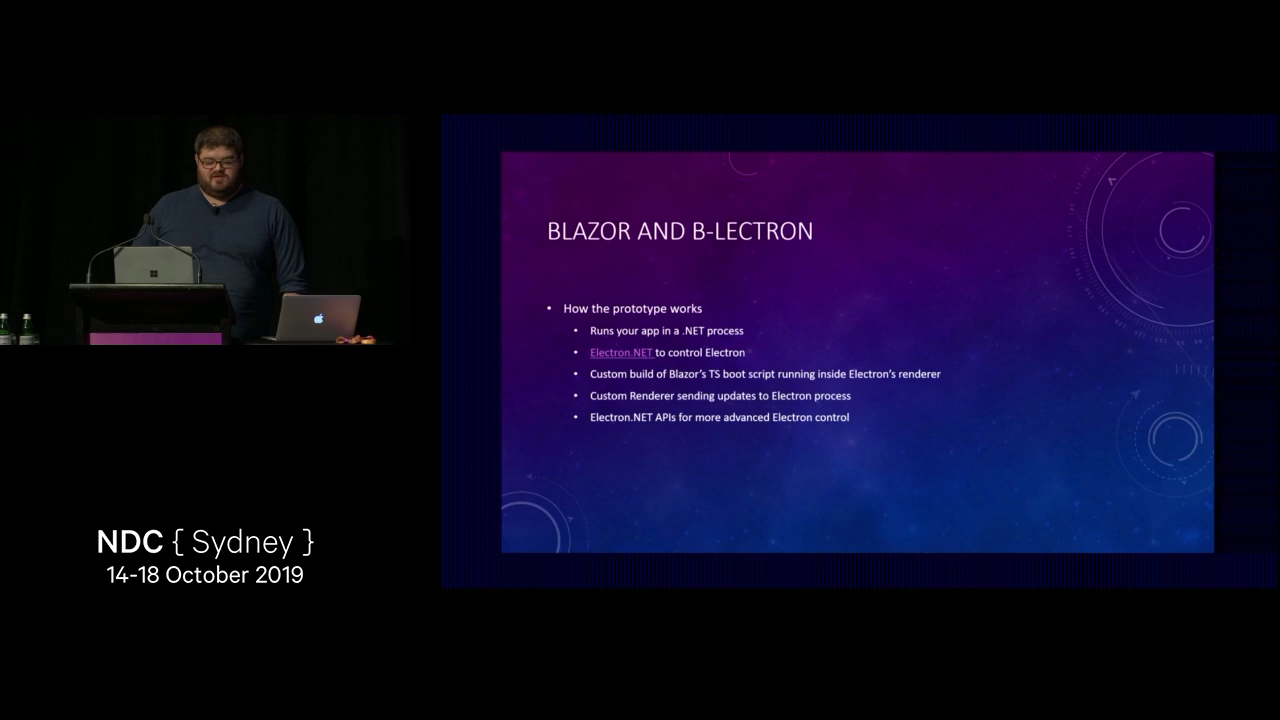 BLAZOR AND B-LECTRON
• How the prototype works
• Runs your app in a .NET process
• Electron.NET to control Electron
• Custom build of Blazor's TS boot script running inside Electron's renderer
• Custom Renderer sending updates to Electron process
• Electron.NET APIs for more advanced Electron control
NDC { Sydney }
14-18 October 2019